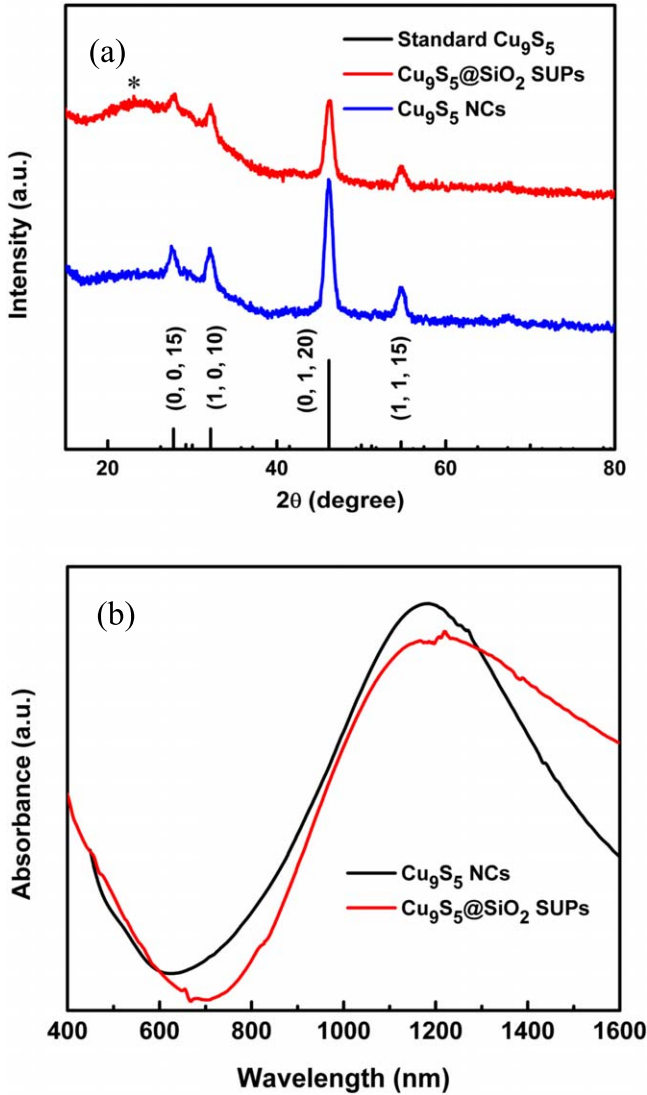 (a)
*
Standard Cu₉S₅
Cu₉S₅@SiO₂ SUPs
Cu₉S₅ NCs
Intensity (a.u.)
(0, 0, 15)
(1, 0, 10)
(0, 1, 20)
(1, 1, 15)
20 40 60 80
2θ (degree)
(b)
Absorbance (a.u.)
Cu₉S₅ NCs
Cu₉S₅@SiO₂ SUPs
400 600 800 1000 1200 1400 1600
Wavelength (nm)